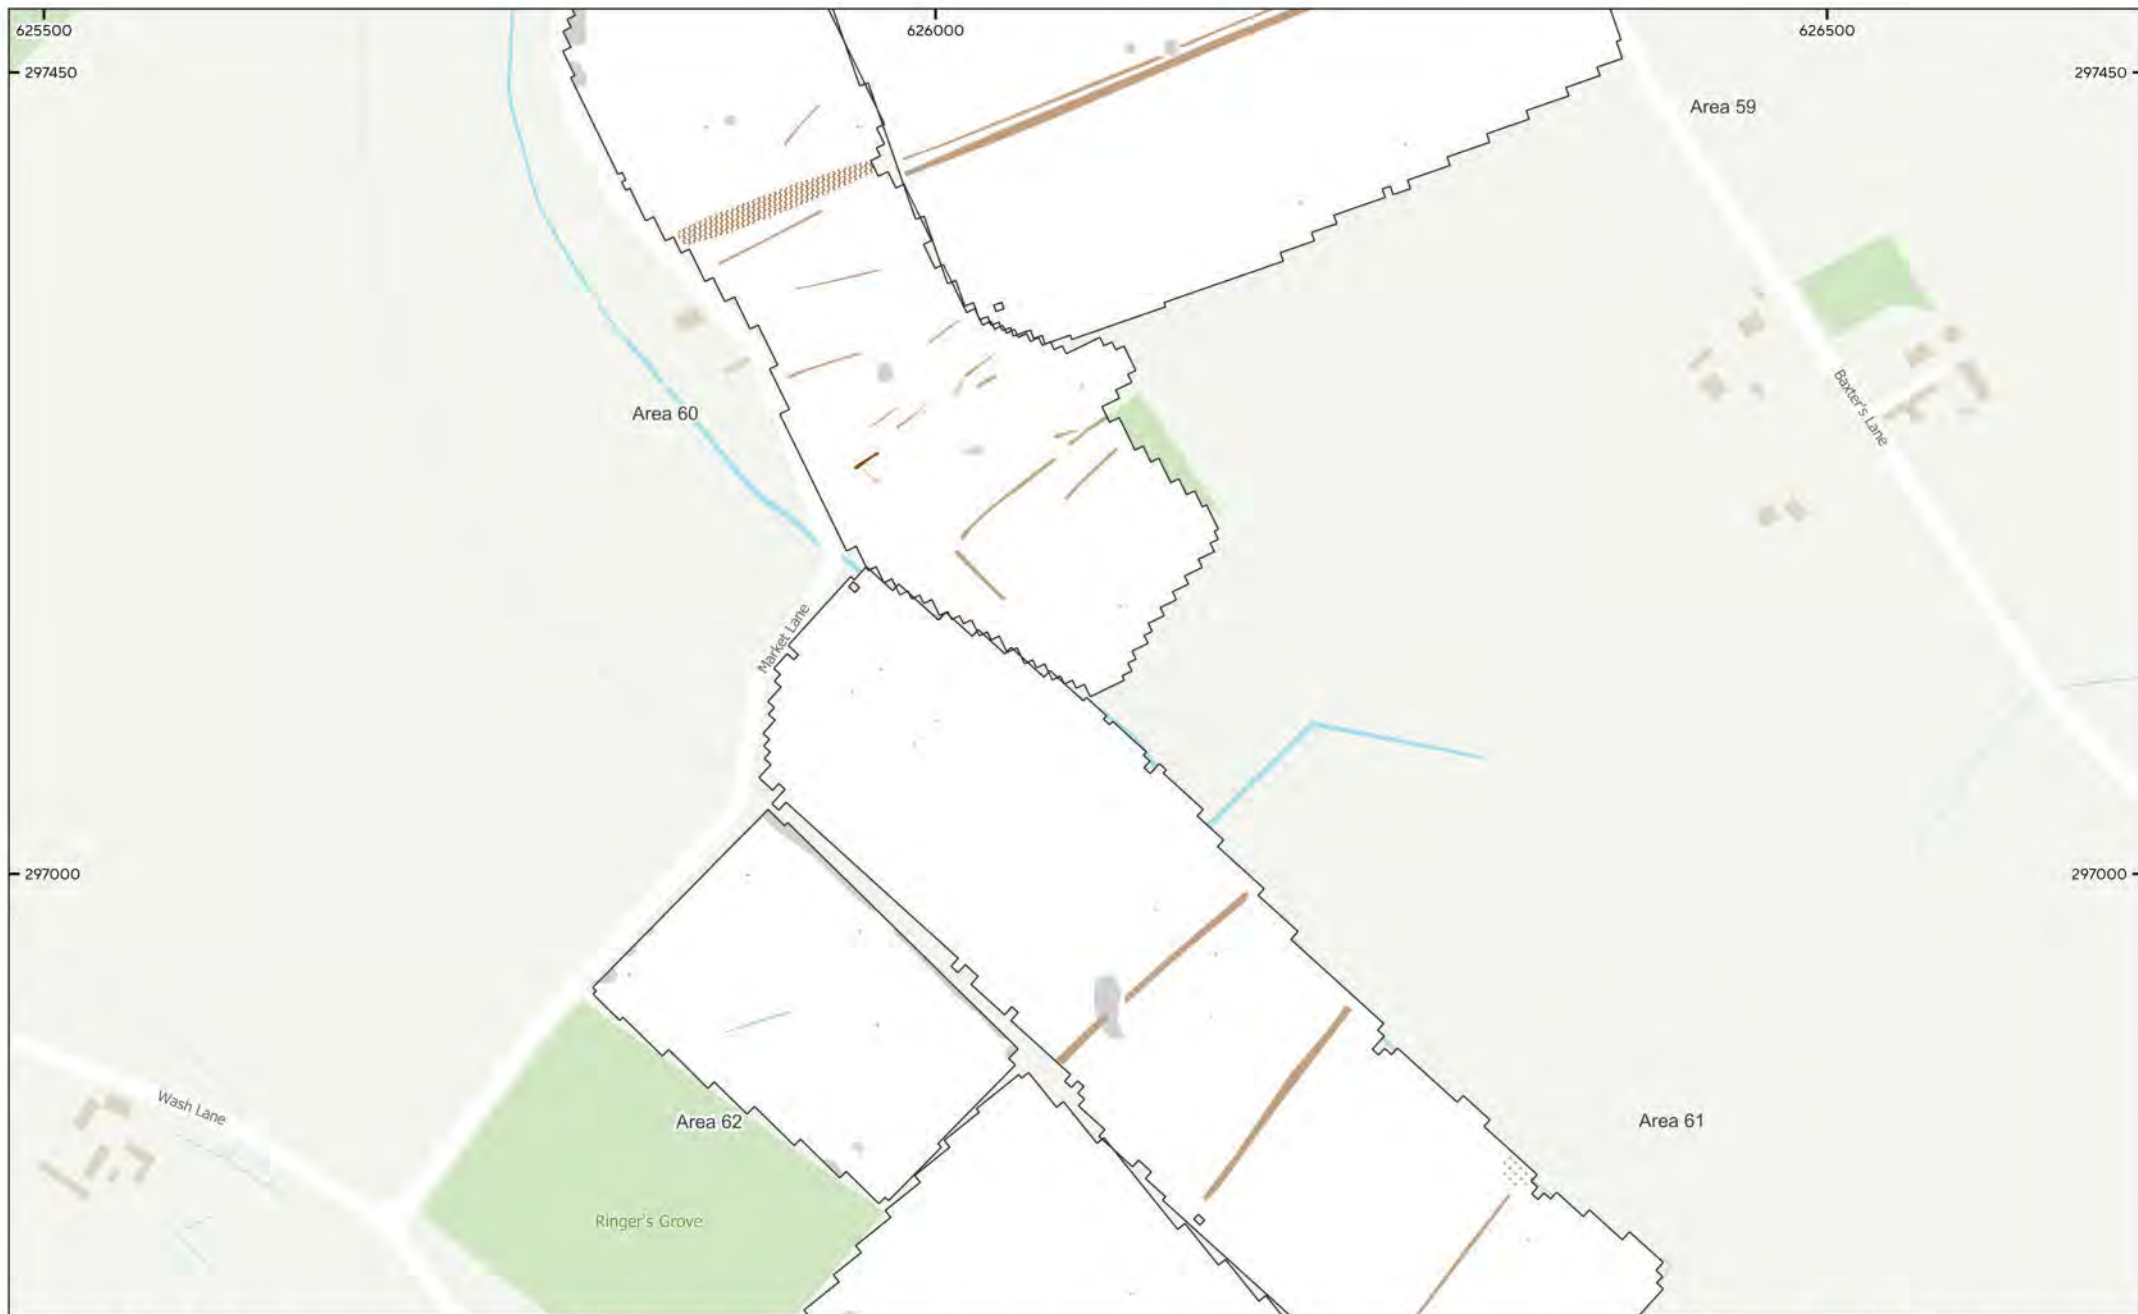 625500
626000
626500
297450
297450
Area 59
Area 60
Baxter's Lane
Market Lane
297000
297000
Wash Lane
Area 62
Area 61
Ringer's Grove